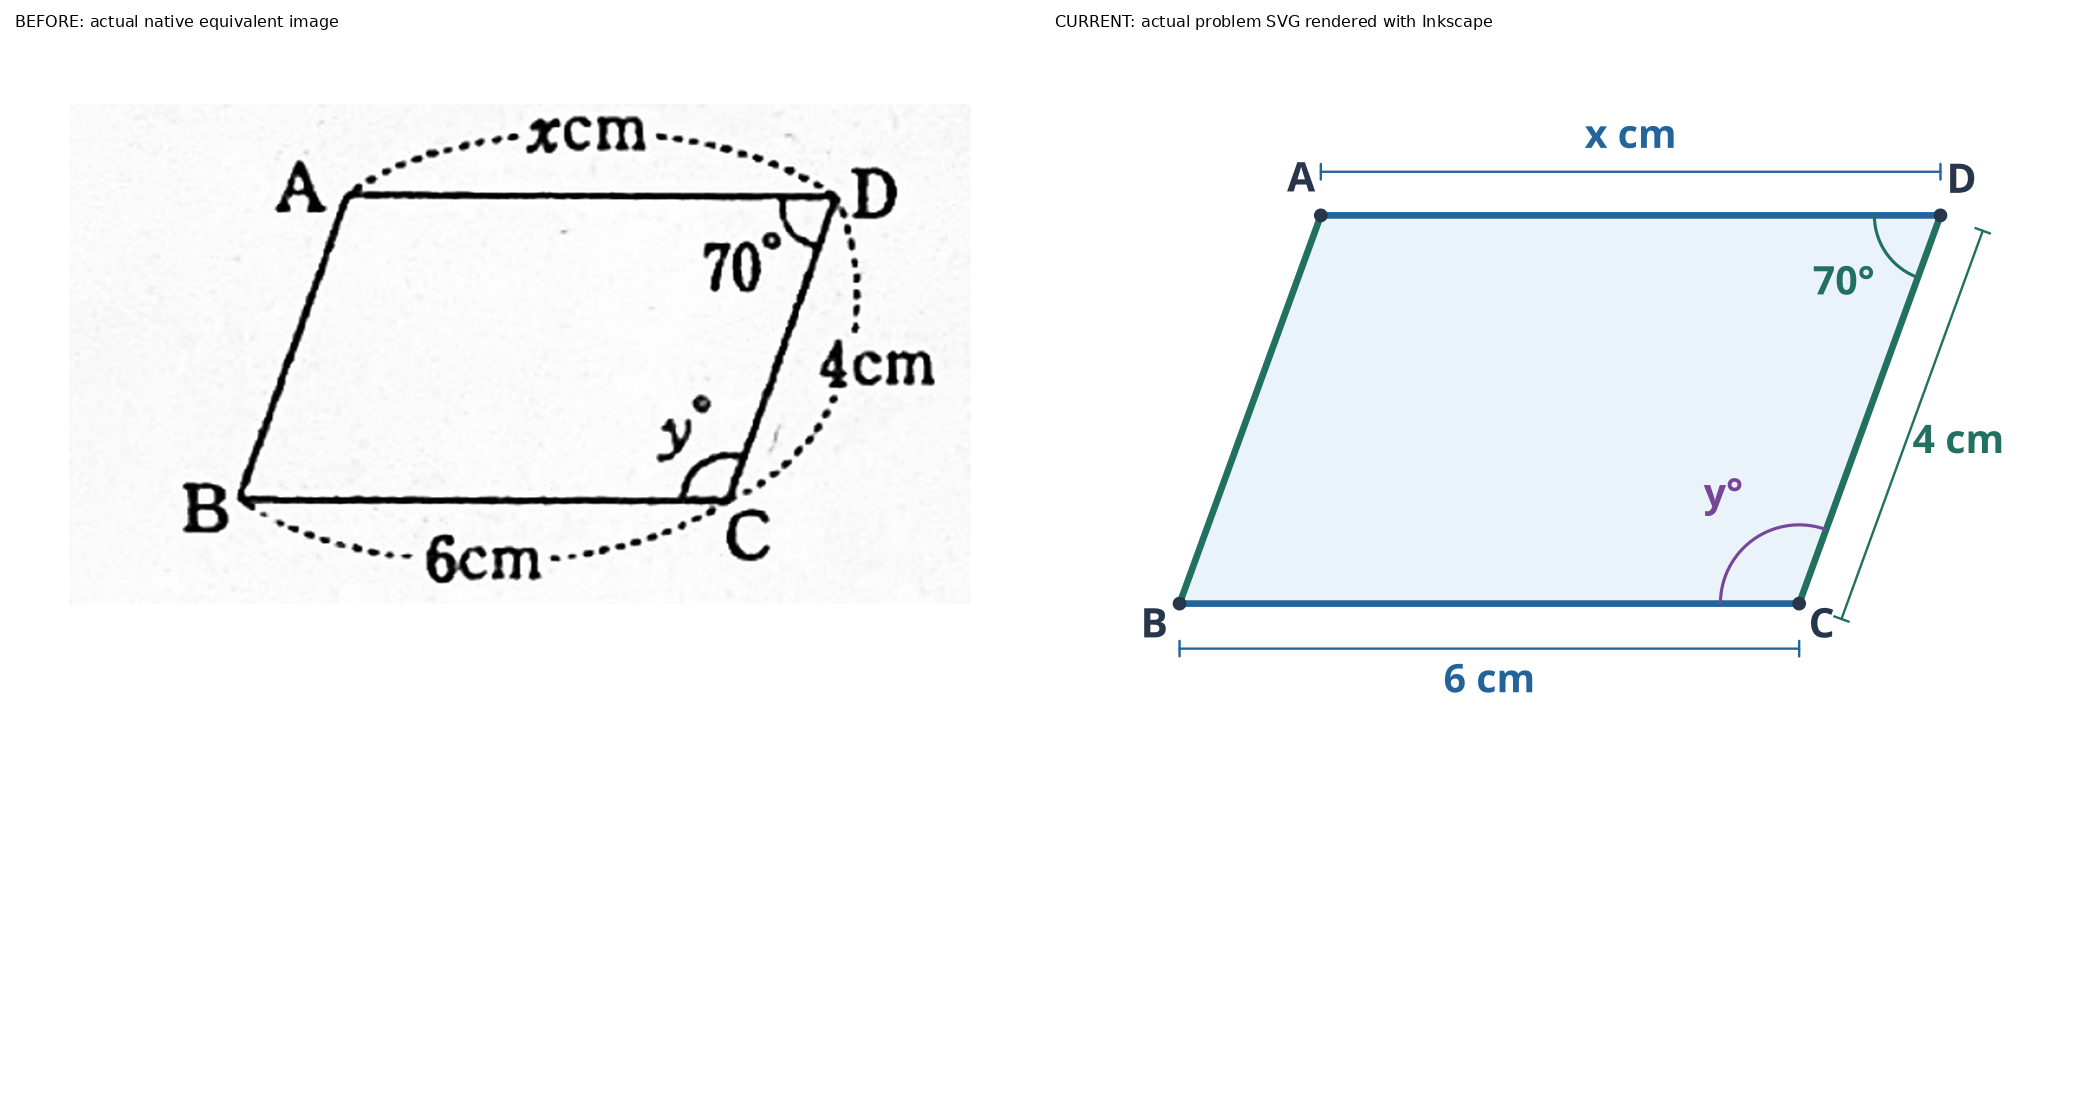 BEFORE: actual native equivalent image
xcm
A
D
70°
4cm
y°
B
C
6cm
CURRENT: actual problem SVG rendered with Inkscape
x cm
A
D
70°
4 cm
y°
B
C
6 cm